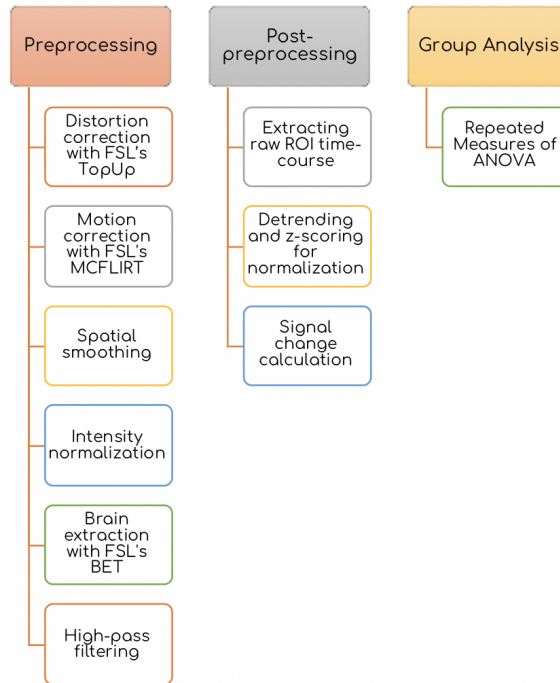 Preprocessing
Distortion
correction
with FSL's
TopUp
Motion
correction
with FSL's
MCFLIRT
Spatial
smoothing
Intensity
normalization
Brain
extraction
with FSL's
BET
High-pass
filtering
Post-
preprocessing
Extracting
raw ROI time-
course
Detrending
and z-scoring
for
normalization
Signal
change
calculation
Group Analysis
Repeated
Measures of
ANOVA